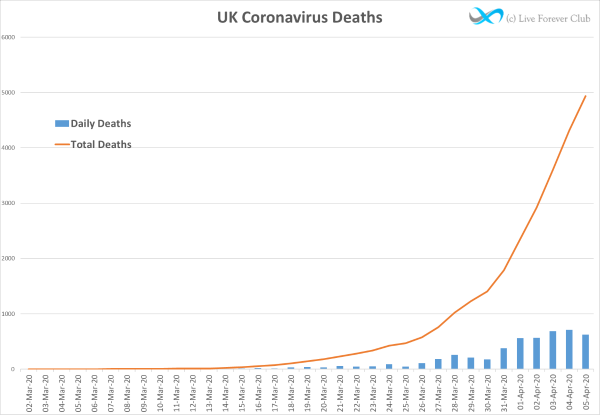 UK Coronavirus Deaths
(c) Live Forever Club
6000
5000
4000
3000
2000
1000
0
Daily Deaths
Total Deaths
02-Mar-20
03-Mar-20
04-Mar-20
05-Mar-20
06-Mar-20
07-Mar-20
08-Mar-20
09-Mar-20
10-Mar-20
11-Mar-20
12-Mar-20
13-Mar-20
14-Mar-20
15-Mar-20
16-Mar-20
17-Mar-20
18-Mar-20
19-Mar-20
20-Mar-20
21-Mar-20
22-Mar-20
23-Mar-20
24-Mar-20
25-Mar-20
26-Mar-20
27-Mar-20
28-Mar-20
29-Mar-20
30-Mar-20
31-Mar-20
01-Apr-20
02-Apr-20
03-Apr-20
04-Apr-20
05-Apr-20